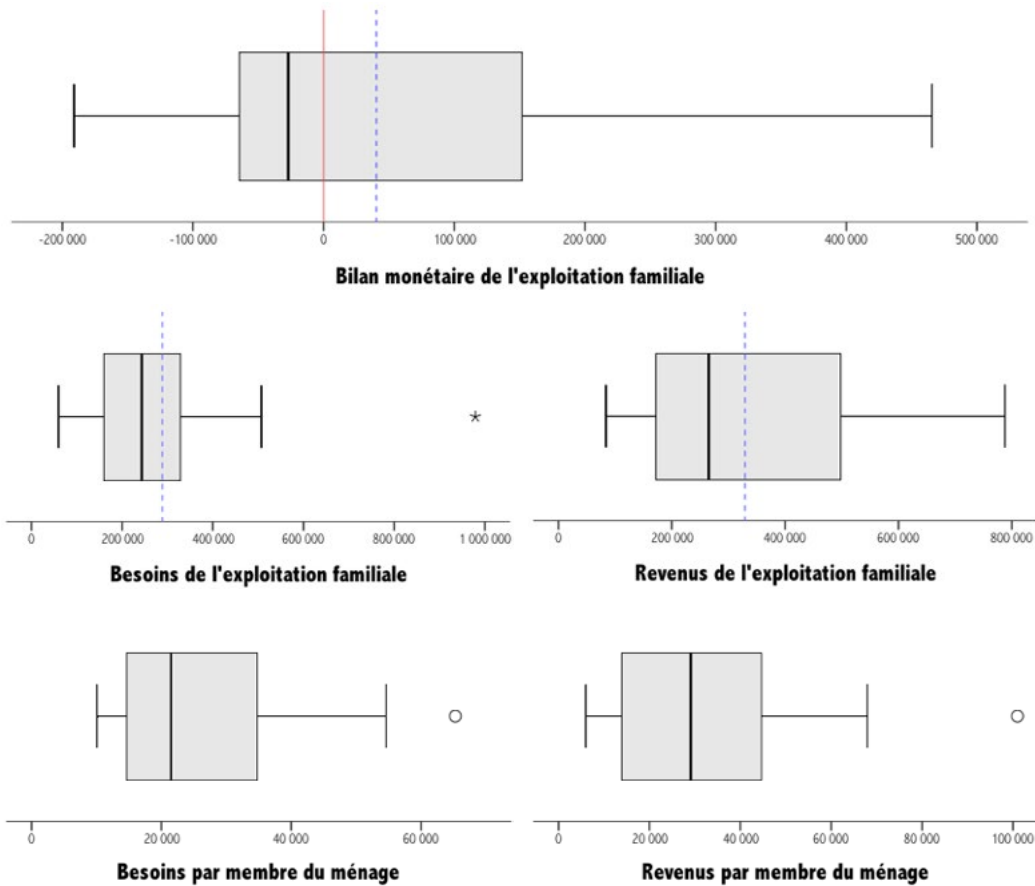 -200 000 -100 000 0 100 000 200 000 300 000 400 000 500 000
Bilan monétaire de l'exploitation familiale
0 200 000 400 000 600 000 800 000 1 000 000
Besoins de l'exploitation familiale
0 200 000 400 000 600 000 800 000
Revenus de l'exploitation familiale
0 20 000 40 000 60 000
Besoins par membre du ménage
0 20 000 40 000 60 000 80 000 100 000
Revenus par membre du ménage